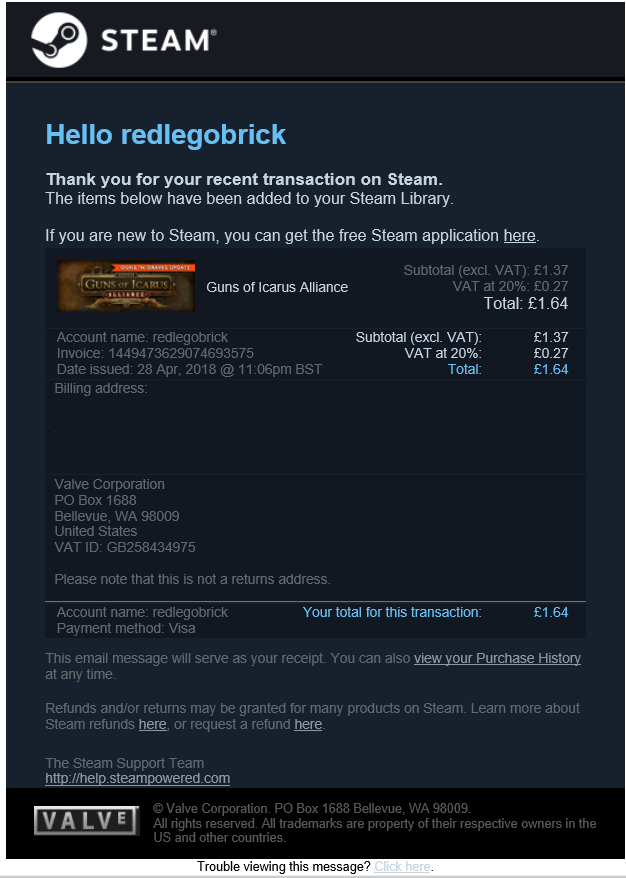 STEAM®
Hello redlegobrick
Thank you for your recent transaction on Steam.
The items below have been added to your Steam Library.
If you are new to Steam, you can get the free Steam application here.
GUNS 'N' GRAVES UPDATE
GUNS OF ICARUS
ALLIANCE
Guns of Icarus Alliance
Subtotal (excl. VAT): £1.37
VAT at 20%: £0.27
Total: £1.64
Account name: redlegobrick Subtotal (excl. VAT): £1.37
Invoice: 1449473629074693575 VAT at 20%: £0.27
Date issued: 28 Apr, 2018 @ 11:06pm BST Total: £1.64
Billing address:
Valve Corporation
PO Box 1688
Bellevue, WA 98009
United States
VAT ID: GB258434975
Please note that this is not a returns address.
Account name: redlegobrick Your total for this transaction: £1.64
Payment method: Visa
This email message will serve as your receipt. You can also view your Purchase History
at any time.
Refunds and/or returns may be granted for many products on Steam. Learn more about
Steam refunds here, or request a refund here.
The Steam Support Team
http://help.steampowered.com
VALVE
© Valve Corporation. PO Box 1688 Bellevue, WA 98009.
All rights reserved. All trademarks are property of their respective owners in the
US and other countries.
Trouble viewing this message? Click here.